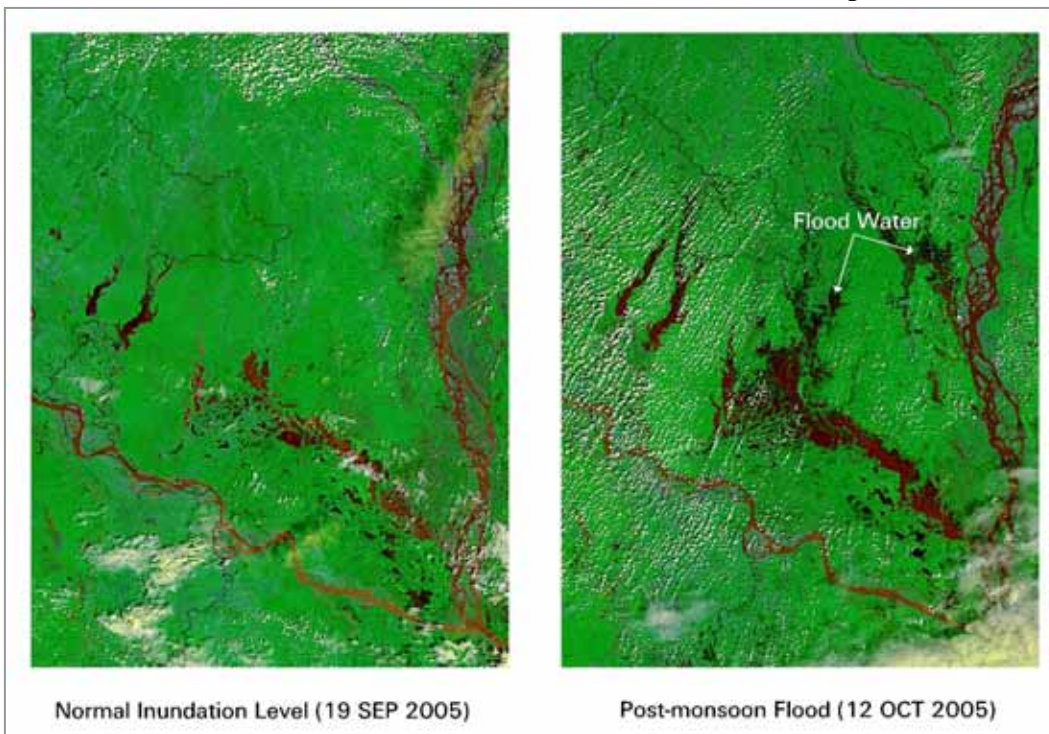 Flood Water
Normal Inundation Level (19 SEP 2005)
Post-monsoon Flood (12 OCT 2005)